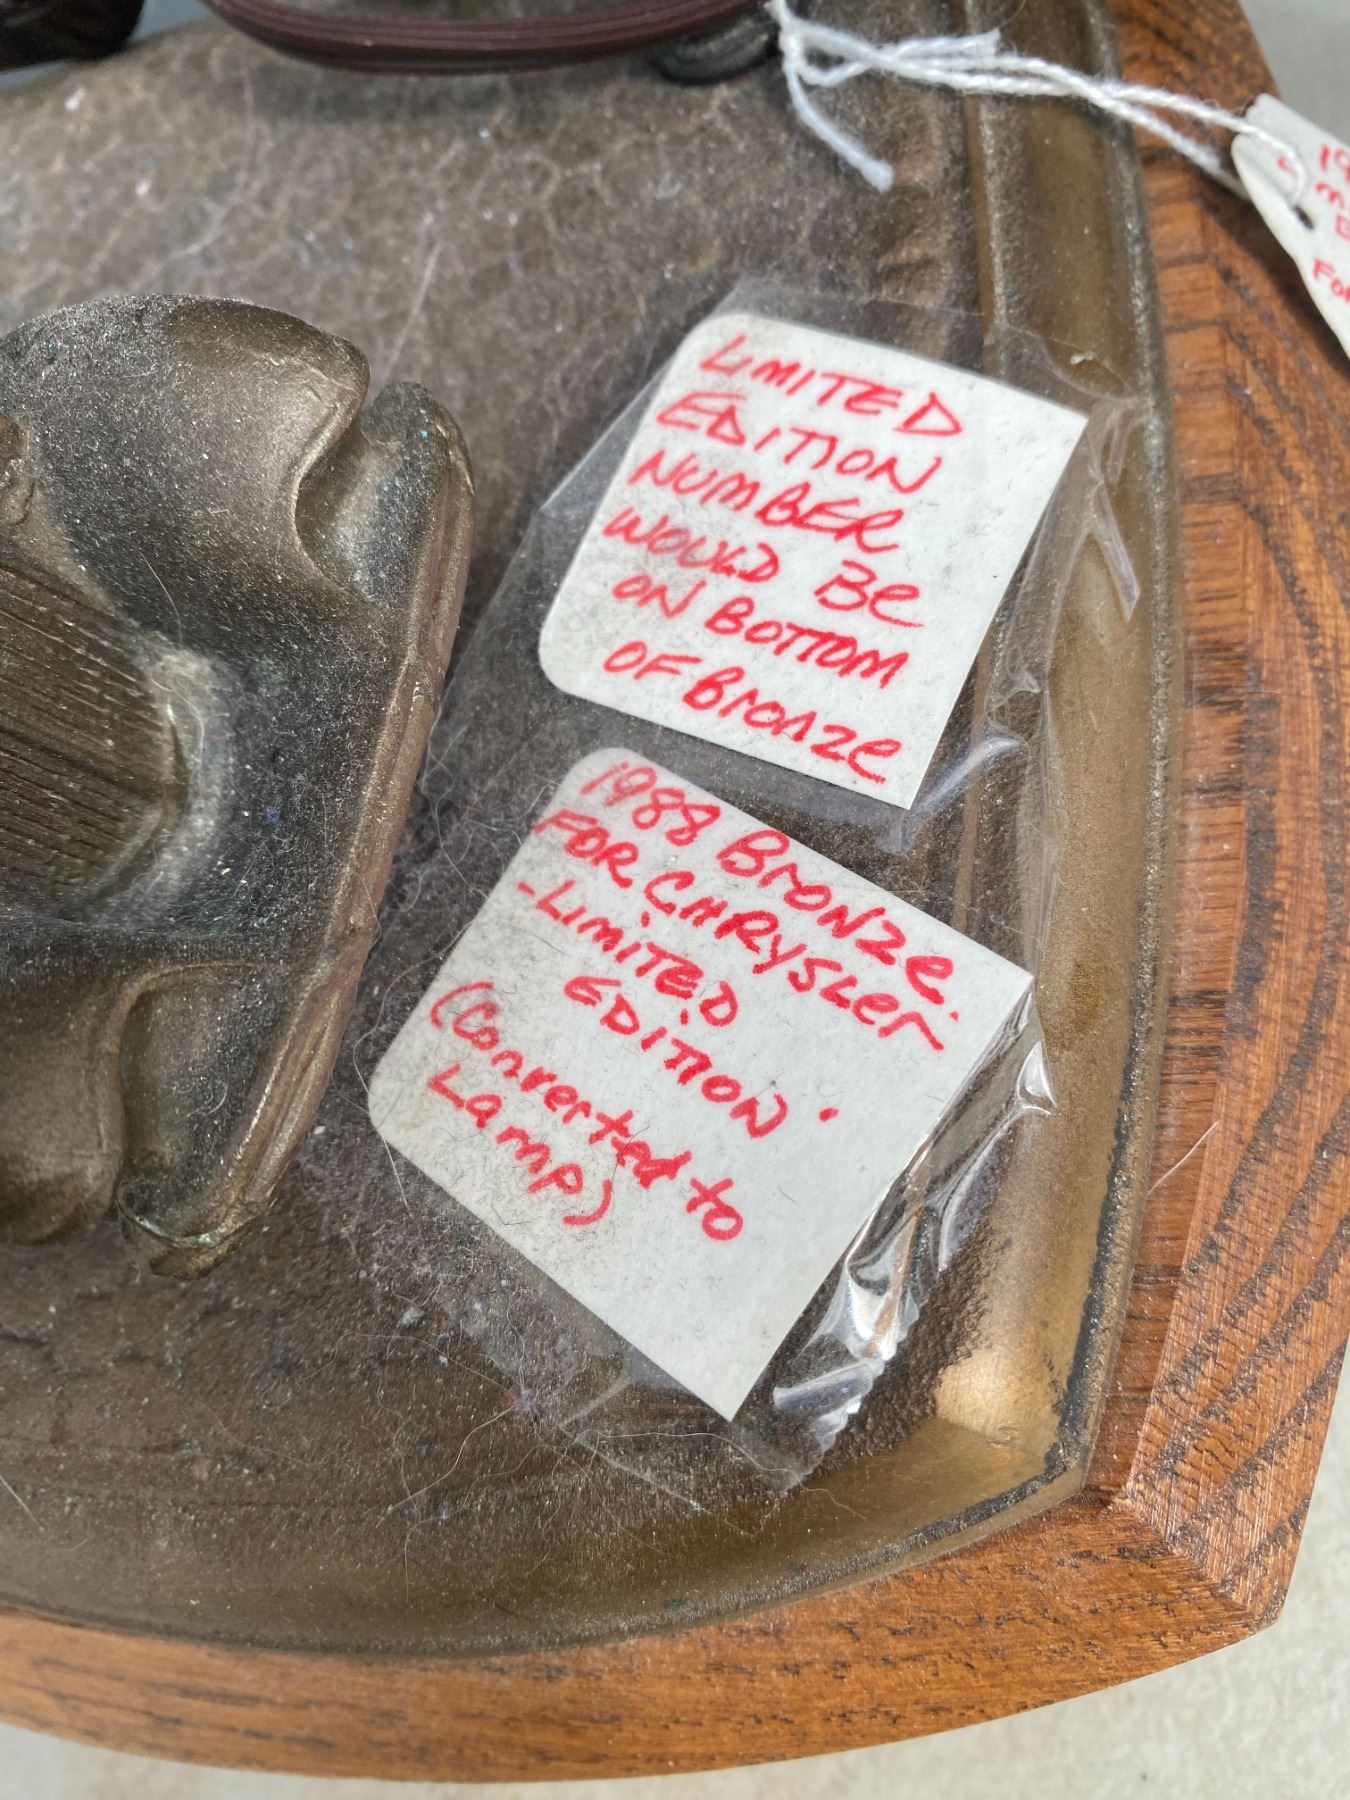 LIMITED
EDITION
NUMBER
WOULD BE
ON BOTTOM
OF BRONZE
1988 BRONZE
FOR CHRYSLER
-LIMITED
EDITION
(Converted to
Lamp)